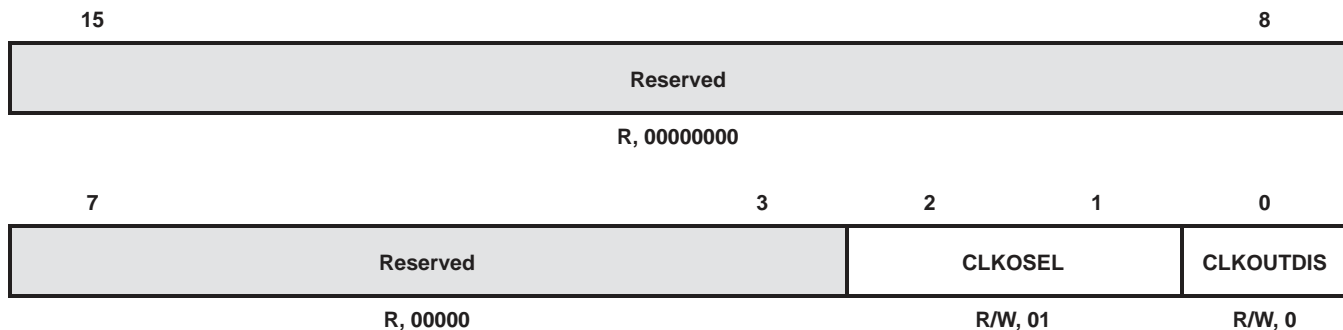 15 8
Reserved
R, 00000000
7 3 2 1 0
Reserved CLKOSEL CLKOUTDIS
R, 00000 R/W, 01 R/W, 0